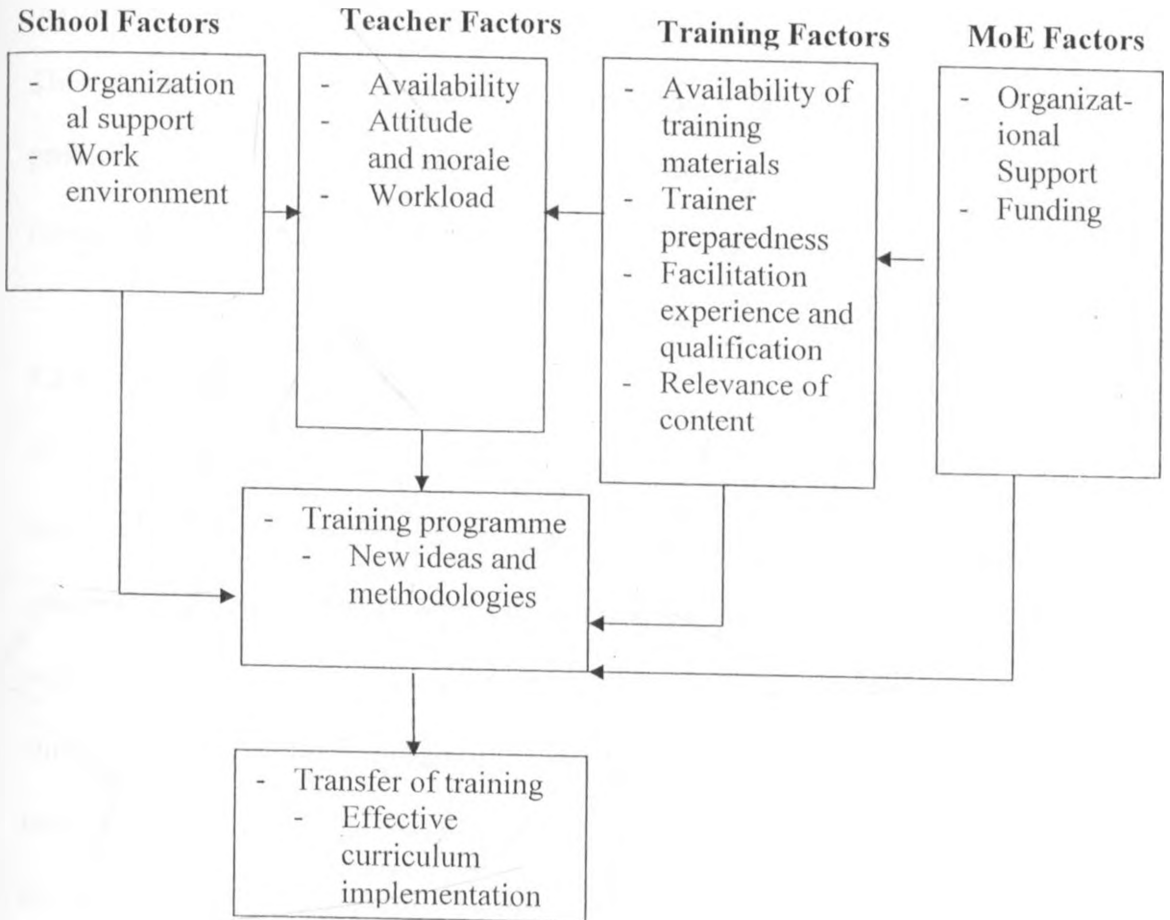 School Factors
Teacher Factors
Training Factors
MoE Factors
- Organization
al support
- Work
environment
- Availability
- Attitude
and morale
- Workload
- Availability of
training
materials
- Trainer
preparedness
- Facilitation
experience and
qualification
- Relevance of
content
- Organizat-
ional
Support
- Funding
- Training programme
- New ideas and
methodologies
- Transfer of training
- Effective
curriculum
implementation